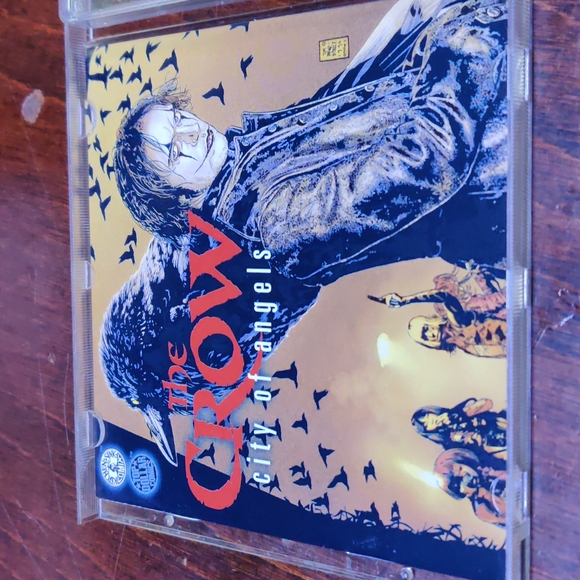 The
CROW
city of angels